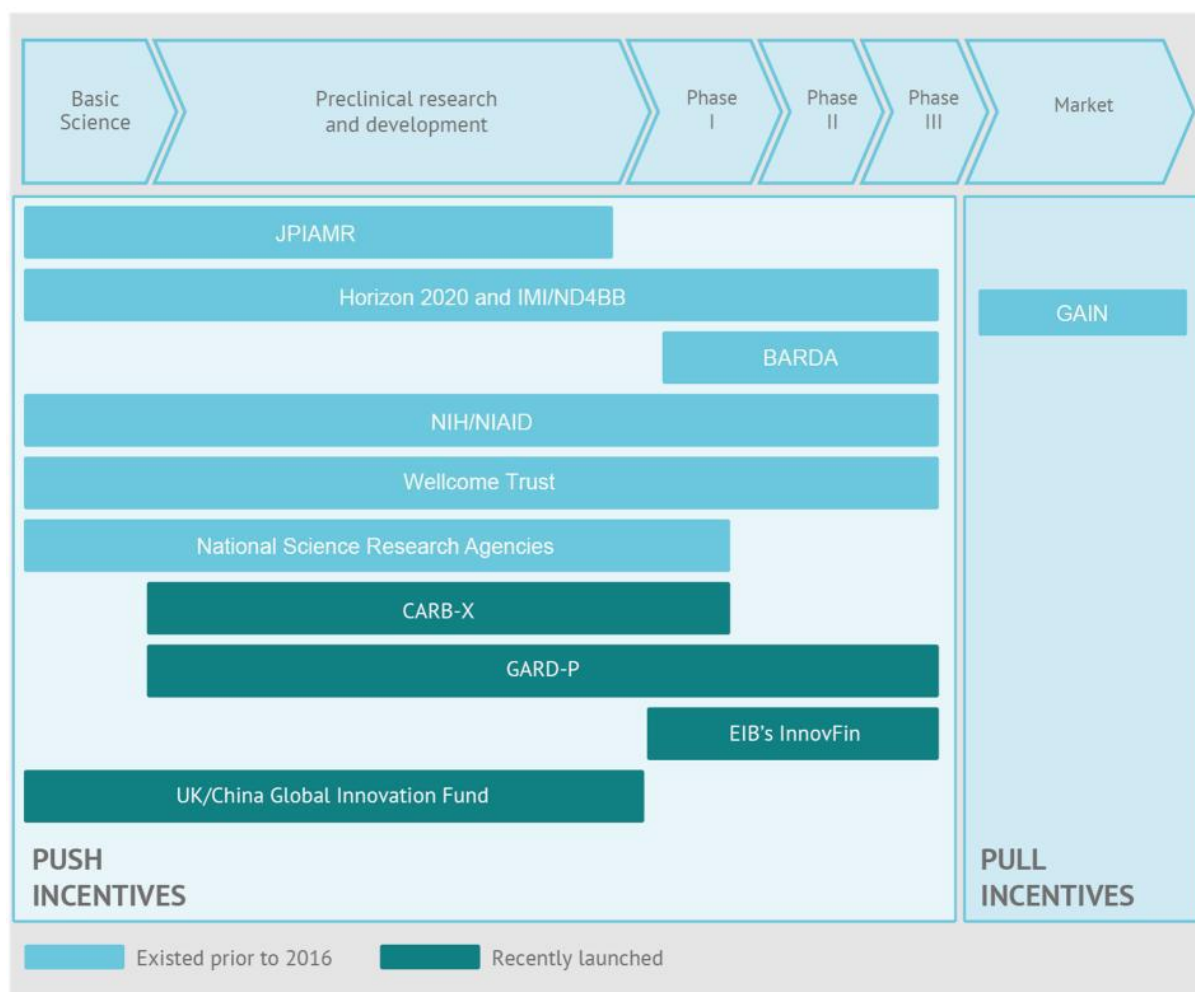 Basic
Science
Preclinical research
and development
Phase
I
Phase
II
Phase
III
Market
JPIAMR
Horizon 2020 and IMI/ND4BB
GAIN
BARDA
NIH/NIAID
Wellcome Trust
National Science Research Agencies
CARB-X
GARD-P
EIB's InnovFin
UK/China Global Innovation Fund
PUSH
INCENTIVES
PULL
INCENTIVES
Existed prior to 2016
Recently launched